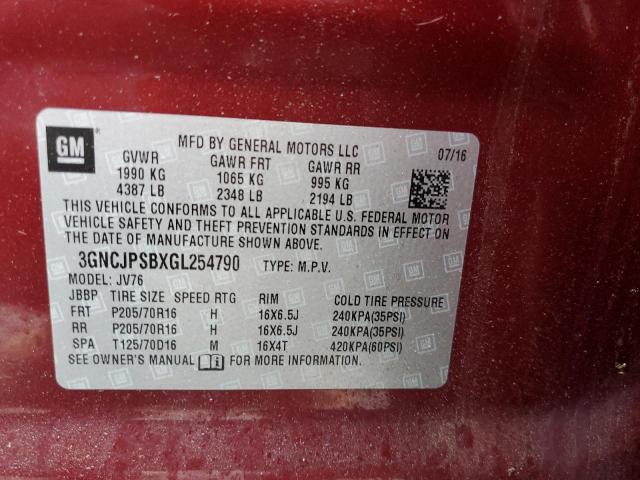 GM
MFD BY GENERAL MOTORS LLC 07/16
GVWR GAWR FRT GAWR RR
1990 KG 1065 KG 995 KG
4387 LB 2348 LB 2194 LB
THIS VEHICLE CONFORMS TO ALL APPLICABLE U.S. FEDERAL MOTOR
VEHICLE SAFETY AND THEFT PREVENTION STANDARDS IN EFFECT ON
THE DATE OF MANUFACTURE SHOWN ABOVE.
3GNCJPSBXGL254790 TYPE: M.P.V.
MODEL: JV76
JBBP TIRE SIZE SPEED RTG RIM COLD TIRE PRESSURE
FRT P205/70R16 H 16X6.5J 240KPA(35PSI)
RR P205/70R16 H 16X6.5J 240KPA(35PSI)
SPA T125/70D16 M 16X4T 420KPA(60PSI)
SEE OWNER'S MANUAL FOR MORE INFORMATION.